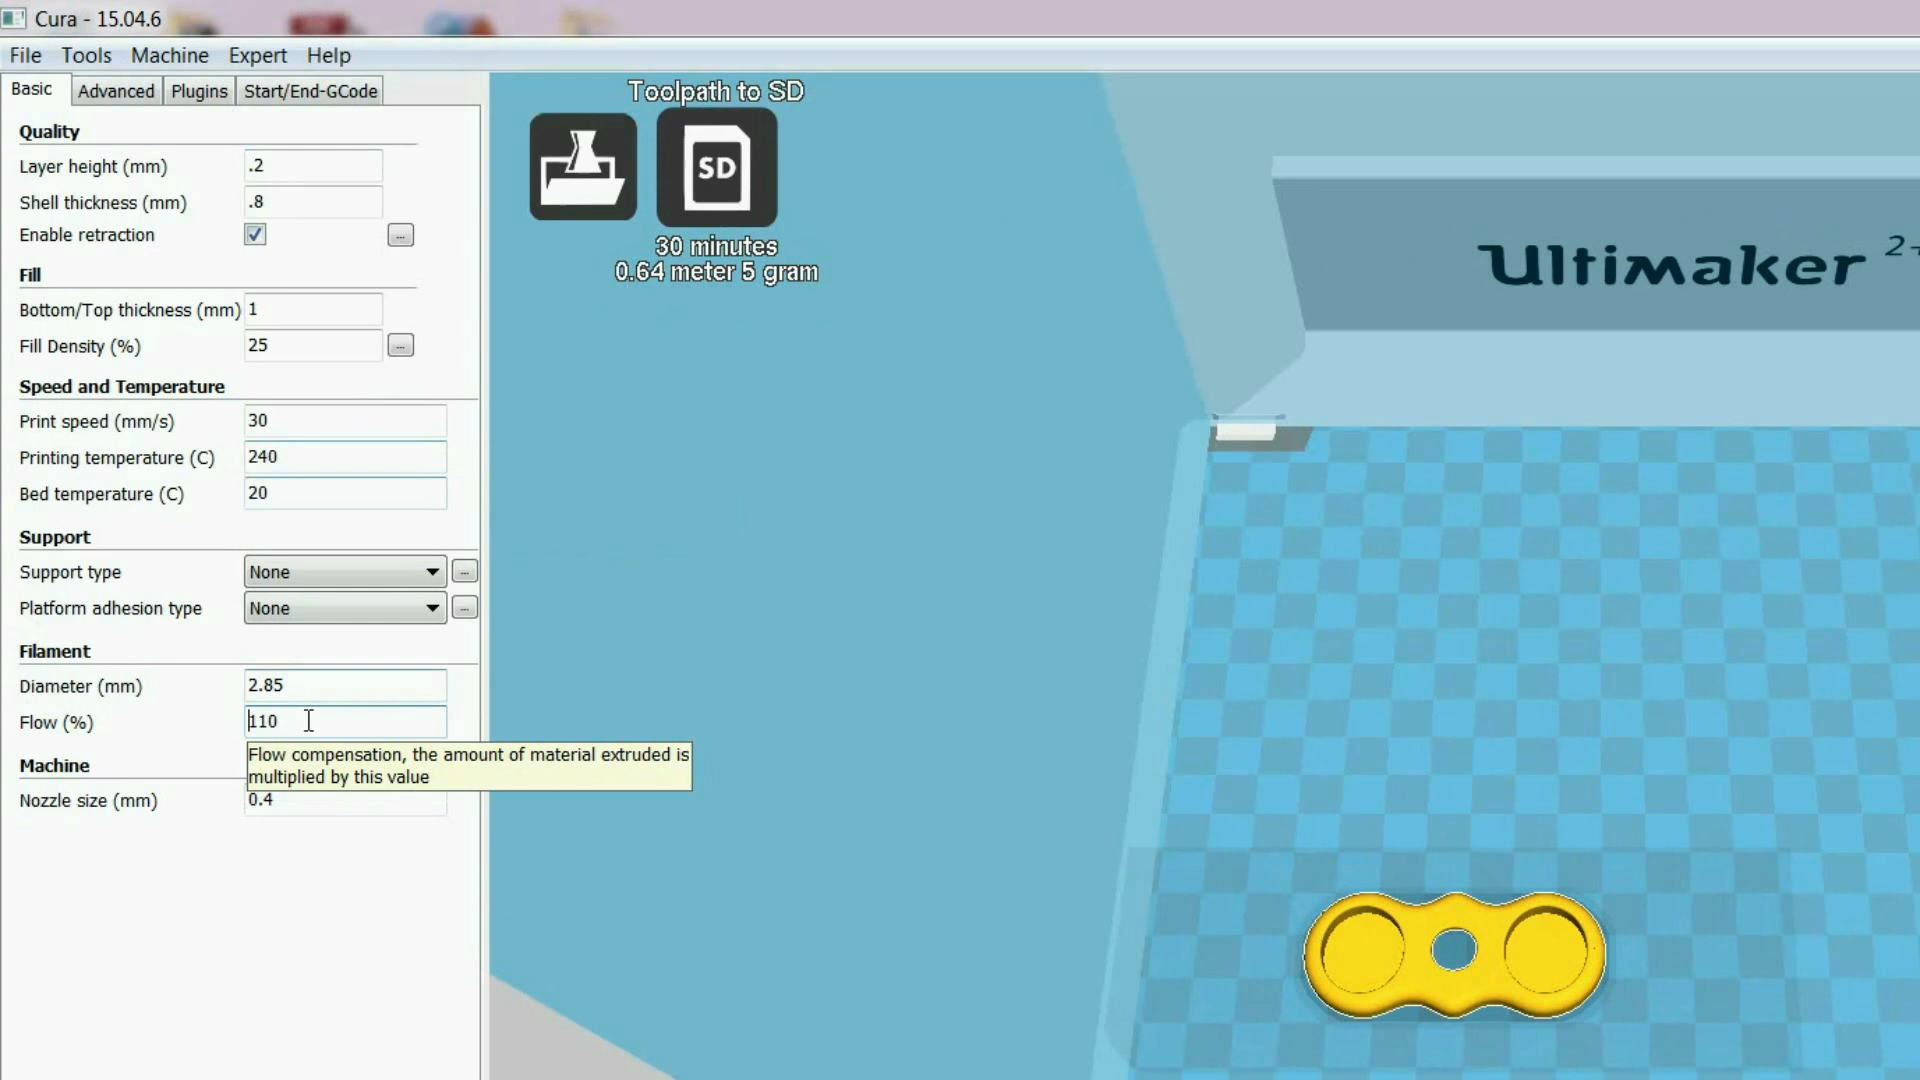 Cura - 15.04.6
File Tools Machine Expert Help
Basic Advanced Plugins Start/End-GCode
Toolpath to SD
SD
30 minutes
0.64 meter 5 gram
Ultimaker 2+
Quality
Layer height (mm) .2
Shell thickness (mm) .8
Enable retraction ...
Fill
Bottom/Top thickness (mm) 1
Fill Density (%) 25 ...
Speed and Temperature
Print speed (mm/s) 30
Printing temperature (C) 240
Bed temperature (C) 20
Support
Support type None ...
Platform adhesion type None ...
Filament
Diameter (mm) 2.85
Flow (%) 110
Flow compensation, the amount of material extruded is
multiplied by this value
Machine
Nozzle size (mm) 0.4